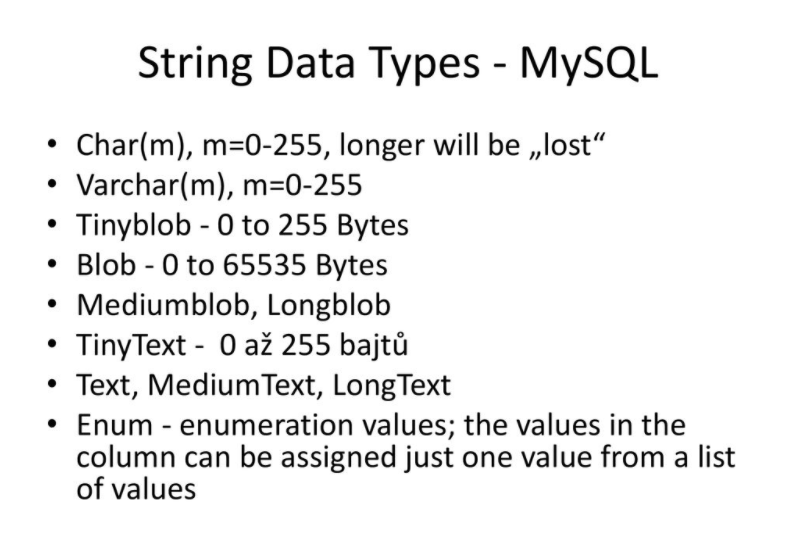 String Data Types - MySQL
• Char(m), m=0-255, longer will be „lost“
• Varchar(m), m=0-255
• Tinyblob - 0 to 255 Bytes
• Blob - 0 to 65535 Bytes
• Mediumblob, Longblob
• TinyText -  0 až 255 bajtů
• Text, MediumText, LongText
• Enum - enumeration values; the values in the
column can be assigned just one value from a list
of values